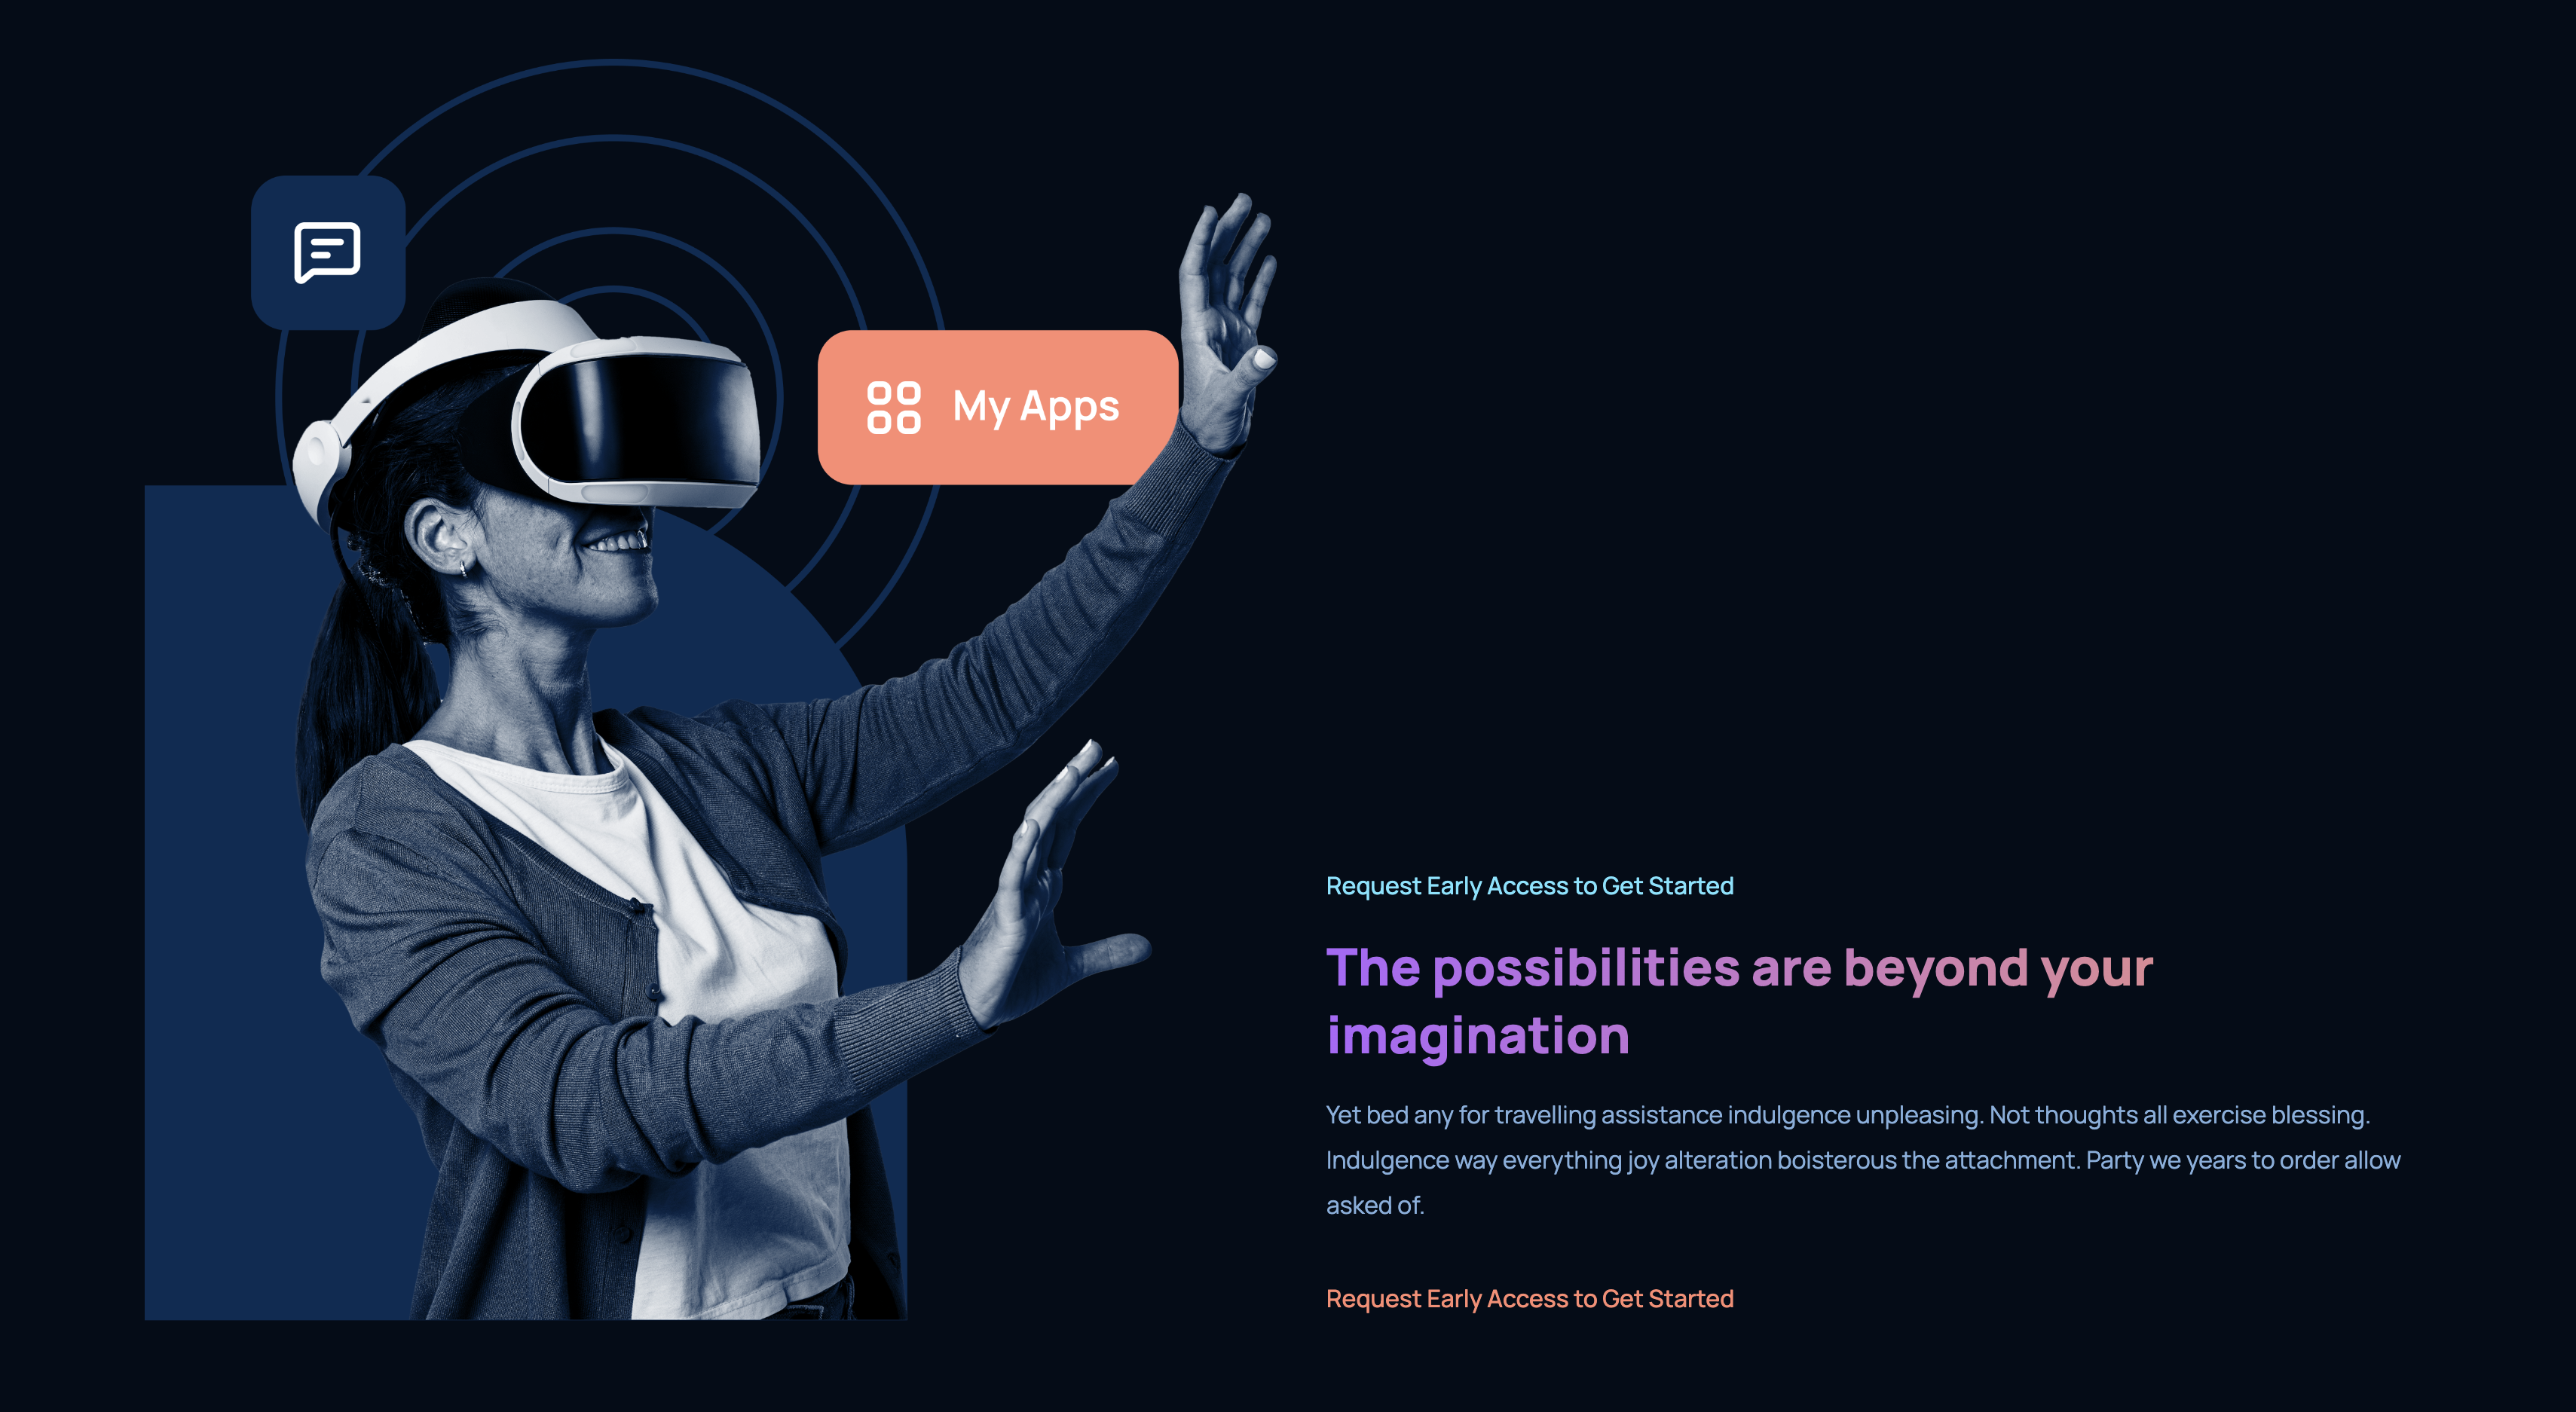 My Apps
Request Early Access to Get Started
The possibilities are beyond your
imagination
Yet bed any for travelling assistance indulgence unpleasing. Not thoughts all exercise blessing.
Indulgence way everything joy alteration boisterous the attachment. Party we years to order allow
asked of.
Request Early Access to Get Started